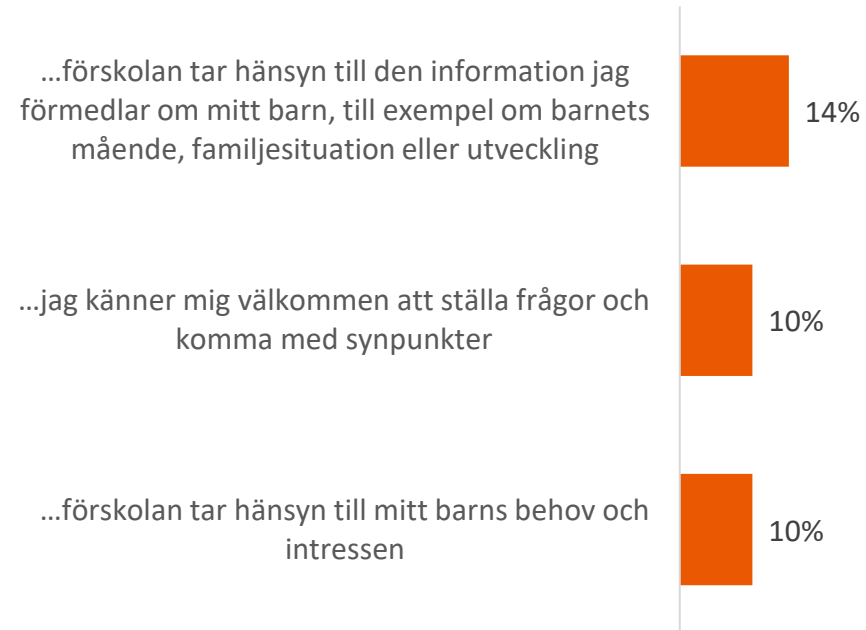 …förskolan tar hänsyn till den information jag
förmedlar om mitt barn, till exempel om barnets
mående, familjesituation eller utveckling
14%
…jag känner mig välkommen att ställa frågor och
komma med synpunkter
10%
…förskolan tar hänsyn till mitt barns behov och
intressen
10%